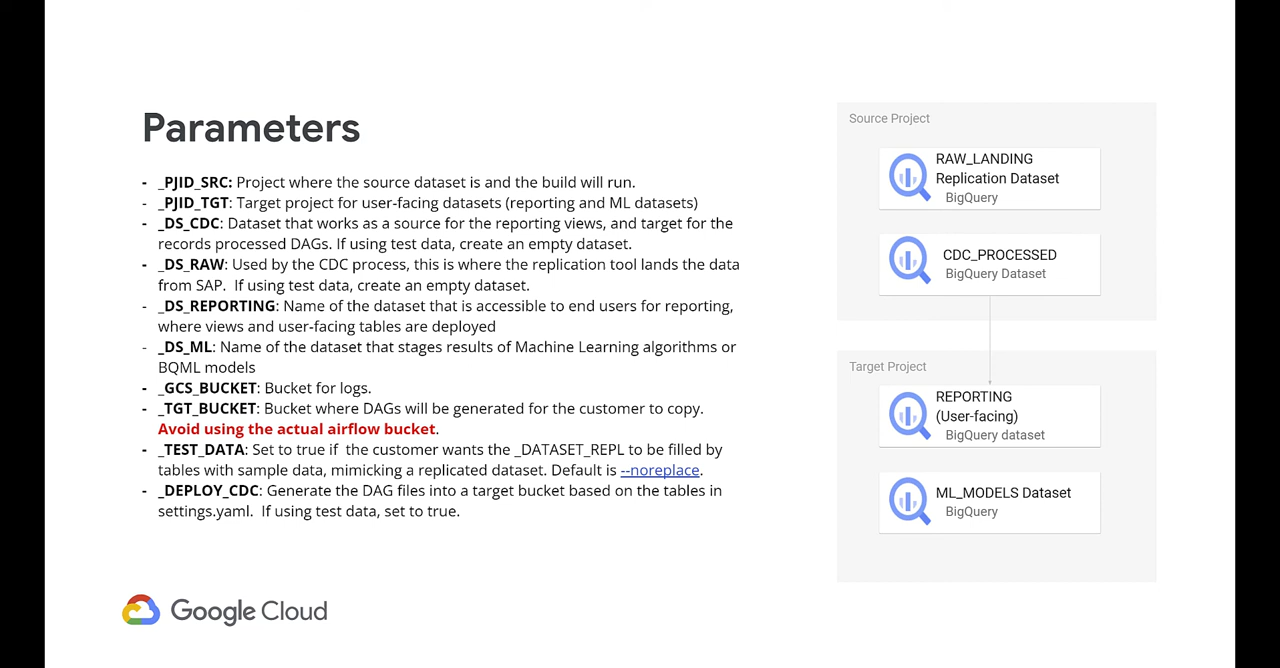 Parameters
- _PJID_SRC: Project where the source dataset is and the build will run.
- _PJID_TGT: Target project for user-facing datasets (reporting and ML datasets)
- _DS_CDC: Dataset that works as a source for the reporting views, and target for the
records processed DAGs. If using test data, create an empty dataset.
- _DS_RAW: Used by the CDC process, this is where the replication tool lands the data
from SAP.  If using test data, create an empty dataset.
- _DS_REPORTING: Name of the dataset that is accessible to end users for reporting,
where views and user-facing tables are deployed
- _DS_ML: Name of the dataset that stages results of Machine Learning algorithms or
BQML models
- _GCS_BUCKET: Bucket for logs.
- _TGT_BUCKET: Bucket where DAGs will be generated for the customer to copy.
Avoid using the actual airflow bucket.
- _TEST_DATA: Set to true if  the customer wants the _DATASET_REPL to be filled by
tables with sample data, mimicking a replicated dataset. Default is --noreplace.
- _DEPLOY_CDC: Generate the DAG files into a target bucket based on the tables in
settings.yaml.  If using test data, set to true.
Source Project
RAW_LANDING
Replication Dataset
BigQuery
CDC_PROCESSED
BigQuery Dataset
Target Project
REPORTING
(User-facing)
BigQuery dataset
ML_MODELS Dataset
BigQuery
Google Cloud